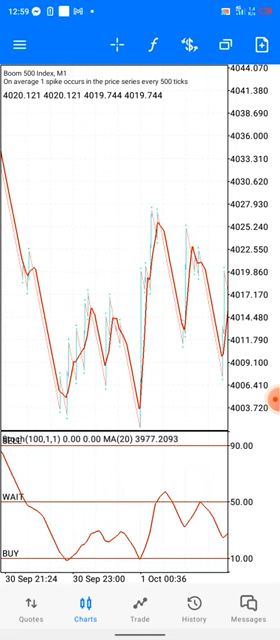 12:59
Boom 500 Index, M1
On average 1 spike occurs in the price series every 500 ticks
4020.121 4020.121 4019.744 4019.744
4044.070
4041.380
4038.690
4036.000
4033.310
4030.620
4027.930
4025.240
4022.550
4019.860
4017.170
4014.480
4011.790
4009.100
4006.410
4003.720
Stoch(100,1,1) 0.00 0.00 MA(20) 3977.2093
SELL
90.00
WAIT
50.00
BUY
10.00
30 Sep 21:24
30 Sep 23:00
1 Oct 00:36
Quotes
Charts
Trade
History
Messages